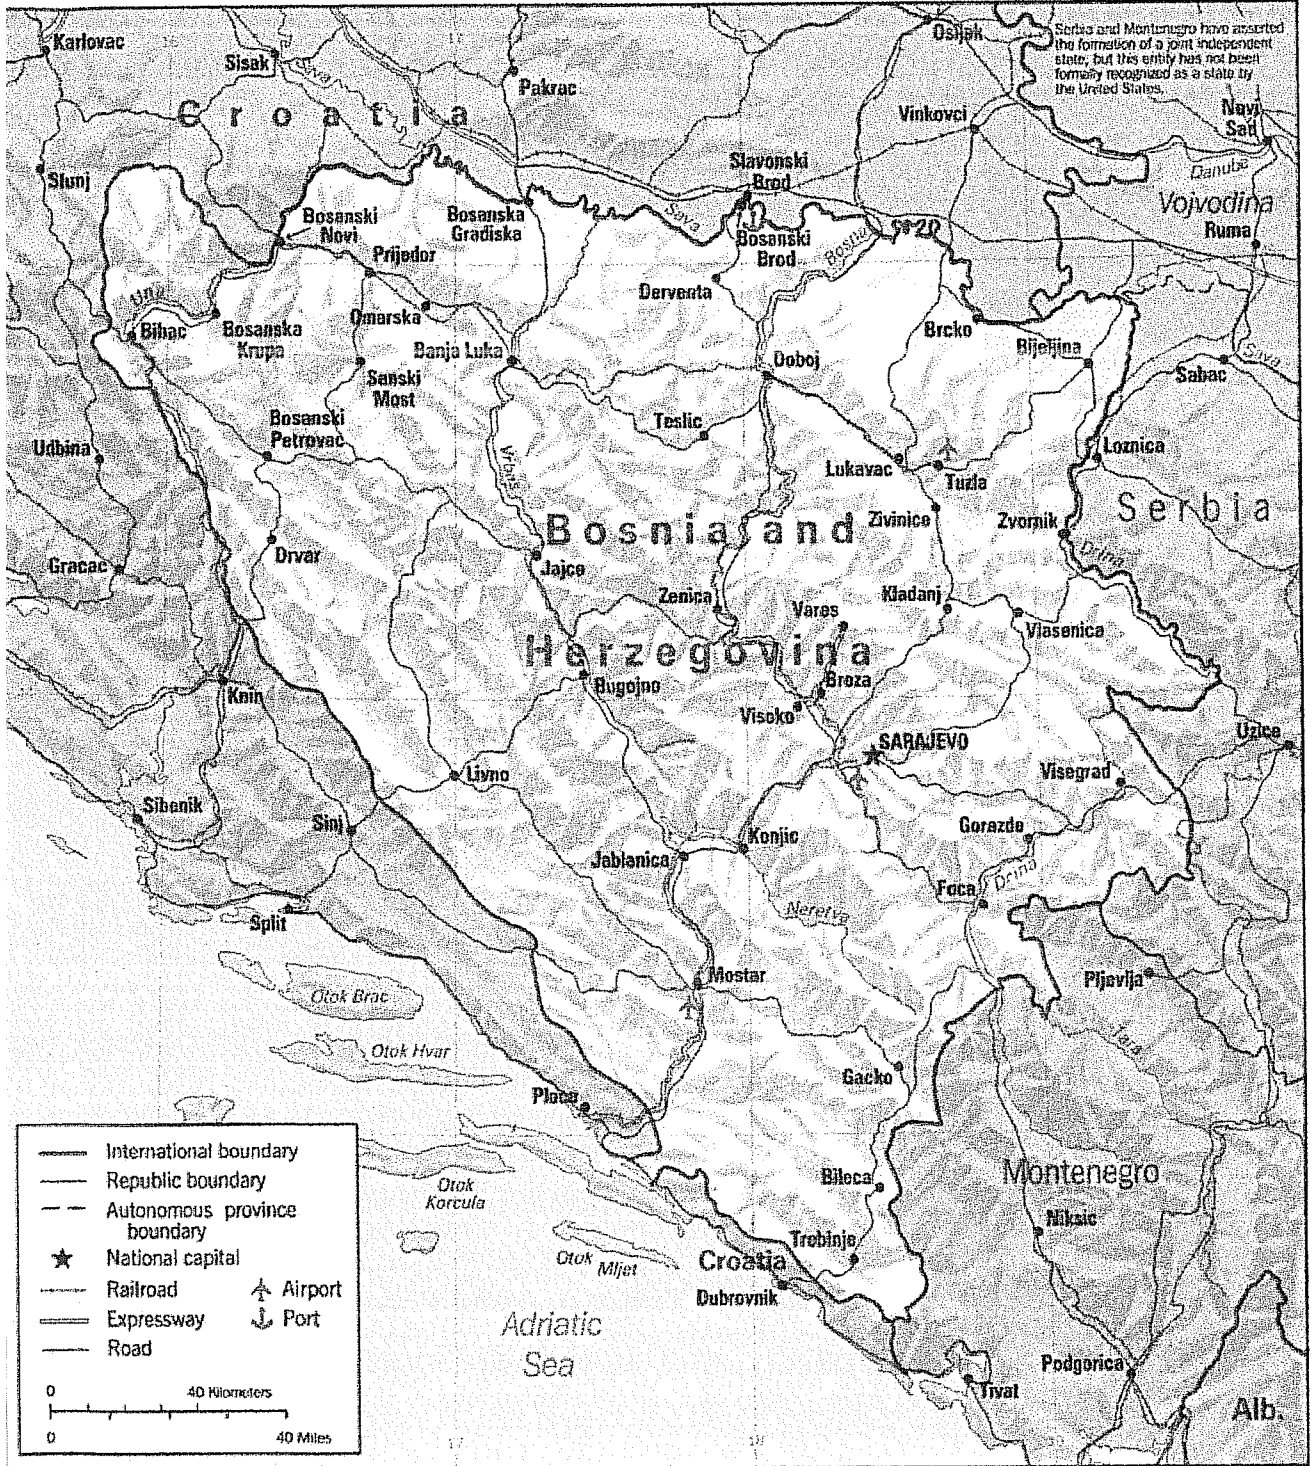 Karlovac
Sisak
Sava
Pakrac
Osijek
Serbia and Montenegro have asserted
the formation of a joint independent
state, but this entity has not been
formally recognized as a state by
the United States.
Croatia
Vinkovci
Novi
Sad
Slunj
Slavonski
Brod
Danube
Vojvodina
Ruma
Bosanski
Novi
Bosanska
Gradiska
Sava
Bosanski
Brod
Bosna
Prijedor
Derventa
Una
Bihac
Bosanska
Krupa
Omarska
Banja Luka
Brcko
Bijeljina
Doboj
Sava
Sabac
Sanski
Most
Bosanski
Petrovac
Teslic
Udbina
Vrbas
Lukavac
Tuzla
Loznica
Serbia
Bosnia and
Zivinice
Zvornik
Drina
Gracac
Drvar
Jajce
Zenica
Vares
Kladanj
Vlasenica
Herzegovina
Knin
Bugojno
Broza
Visoko
SARAJEVO
Uzice
Livno
Visegrad
Sibenik
Sinj
Gorazde
Konjic
Jablanica
Foca
Drina
Neretva
Split
Mostar
Pljevlja
Otok Brac
Tara
Otok Hvar
Gacko
Ploce
International boundary
Republic boundary
Autonomous province
boundary
National capital
Railroad
Airport
Expressway
Port
Road
0 40 Kilometers
0 40 Miles
Otok
Korcula
Bileca
Montenegro
Niksic
Trebinje
Otok Mljet
Croatia
Dubrovnik
Adriatic
Sea
Podgorica
Tivat
Alb.
17
18